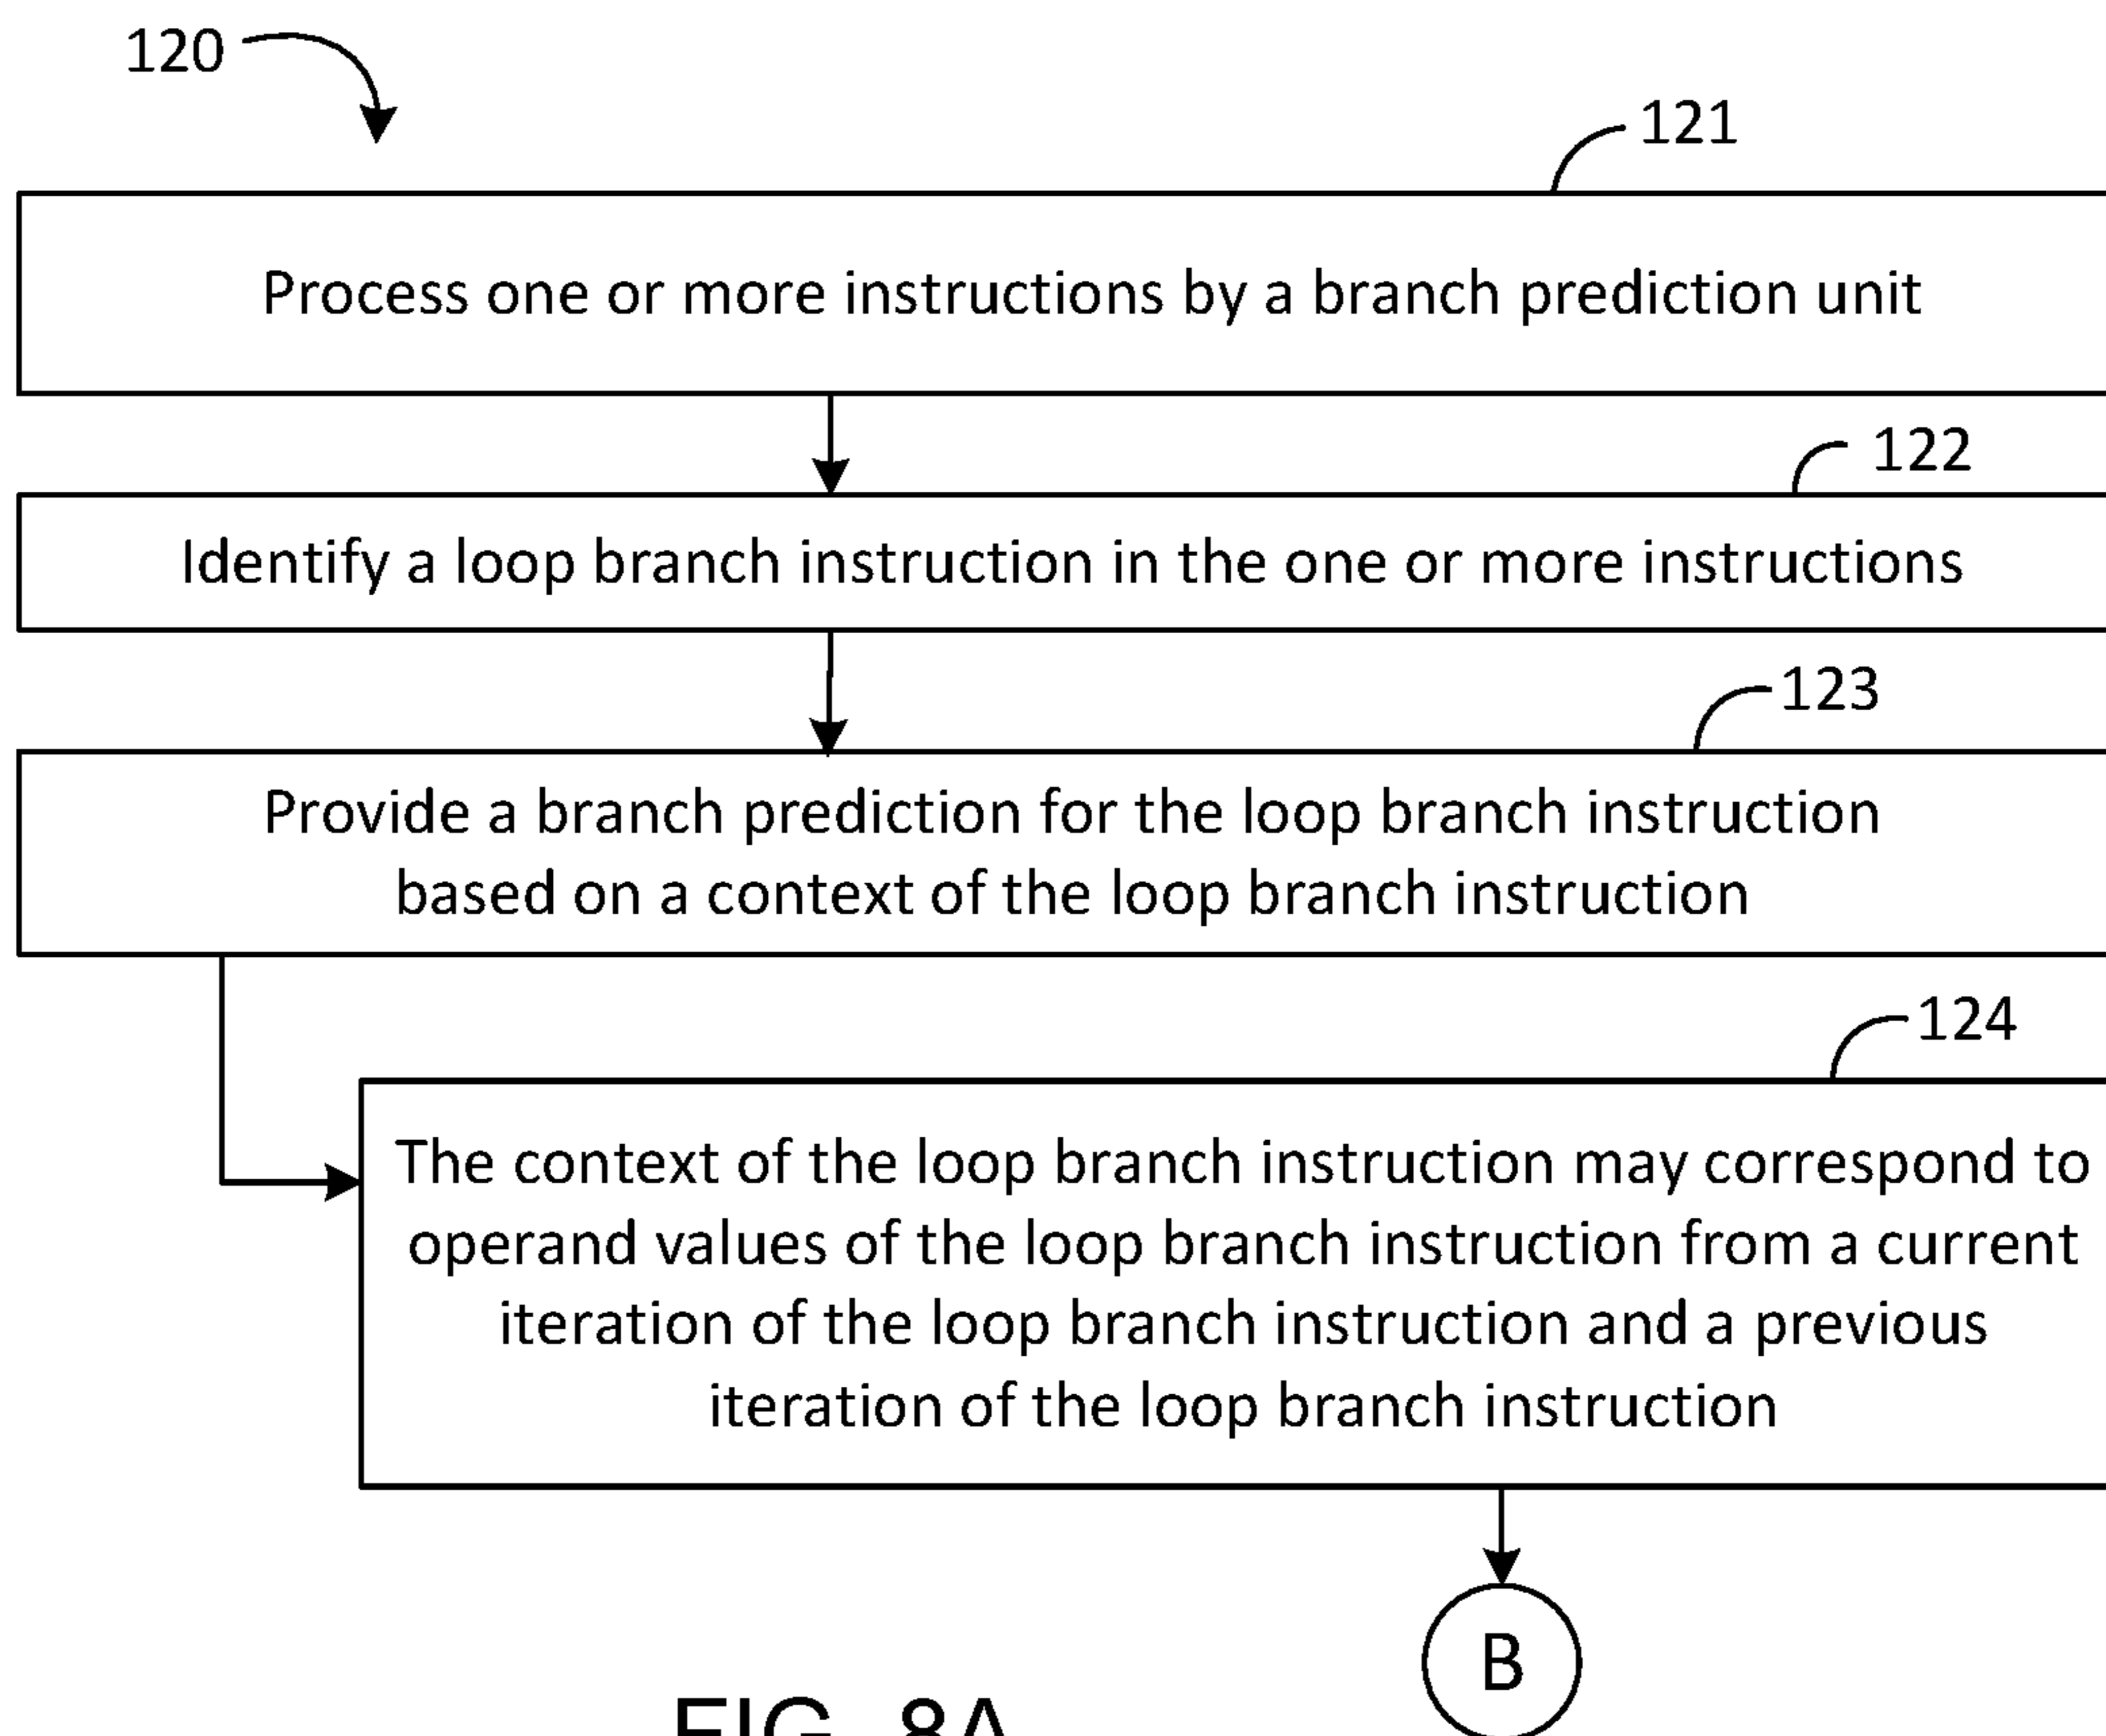 120
121
Process one or more instructions by a branch prediction unit
122
Identify a loop branch instruction in the one or more instructions
123
Provide a branch prediction for the loop branch instruction
based on a context of the loop branch instruction
124
The context of the loop branch instruction may correspond to
operand values of the loop branch instruction from a current
iteration of the loop branch instruction and a previous
iteration of the loop branch instruction
B
FIG. 8A